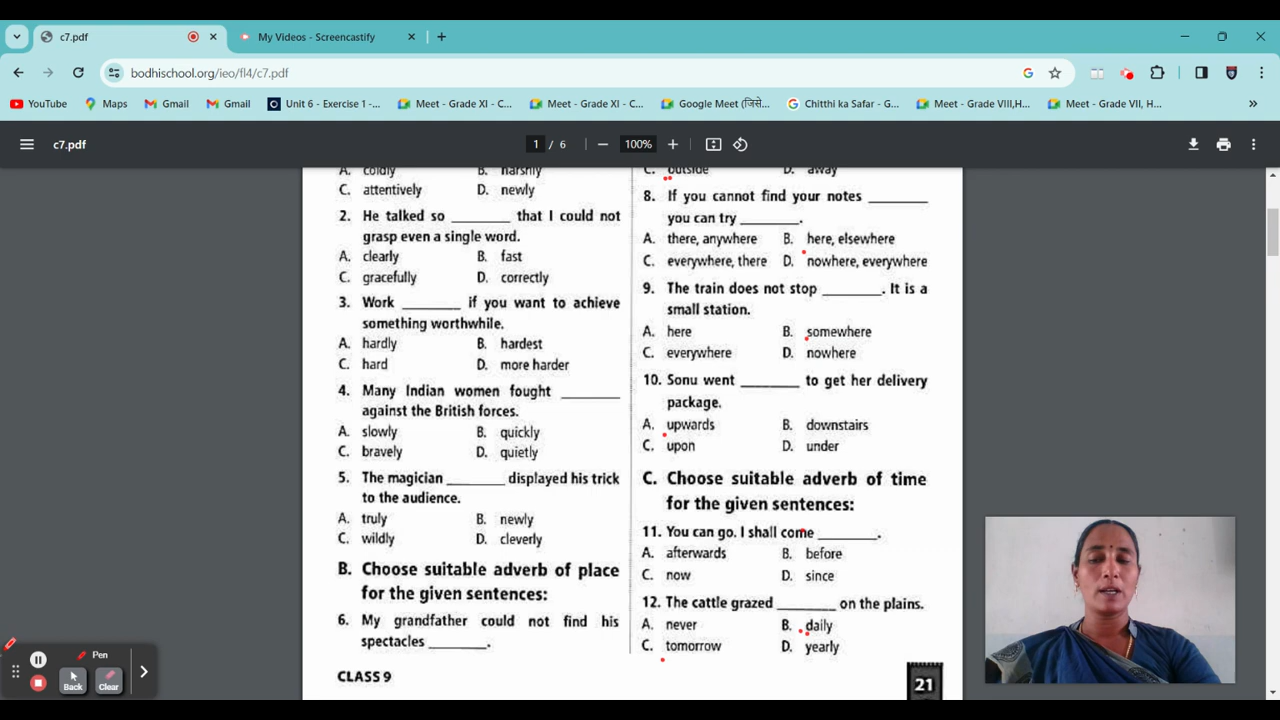 c7.pdf
My Videos - Screencastify
bodhischool.org/ieo/fl4/c7.pdf
YouTube
Maps
Gmail
Gmail
Unit 6 - Exercise 1 -...
Meet - Grade XI - C...
Meet - Grade XI - C...
Google Meet (जिसे...
Chitthi ka Safar - G...
Meet - Grade VIII,H...
Meet - Grade VII, H...
c7.pdf
1 / 6
100%
A. coldly B. harshly
C. attentively D. newly
2. He talked so ________ that I could not
grasp even a single word.
A. clearly B. fast
C. gracefully D. correctly
3. Work ________ if you want to achieve
something worthwhile.
A. hardly B. hardest
C. hard D. more harder
4. Many Indian women fought ________
against the British forces.
A. slowly B. quickly
C. bravely D. quietly
5. The magician ________ displayed his trick
to the audience.
A. truly B. newly
C. wildly D. cleverly
B. Choose suitable adverb of place
for the given sentences:
6. My grandfather could not find his
spectacles ________.
CLASS 9
C. outside D. away
8. If you cannot find your notes ________
you can try ________.
A. there, anywhere B. here, elsewhere
C. everywhere, there D. nowhere, everywhere
9. The train does not stop ________. It is a
small station.
A. here B. somewhere
C. everywhere D. nowhere
10. Sonu went ________ to get her delivery
package.
A. upwards B. downstairs
C. upon D. under
C. Choose suitable adverb of time
for the given sentences:
11. You can go. I shall come ________.
A. afterwards B. before
C. now D. since
12. The cattle grazed ________ on the plains.
A. never B. daily
C. tomorrow D. yearly
21
Pen
Back
Clear